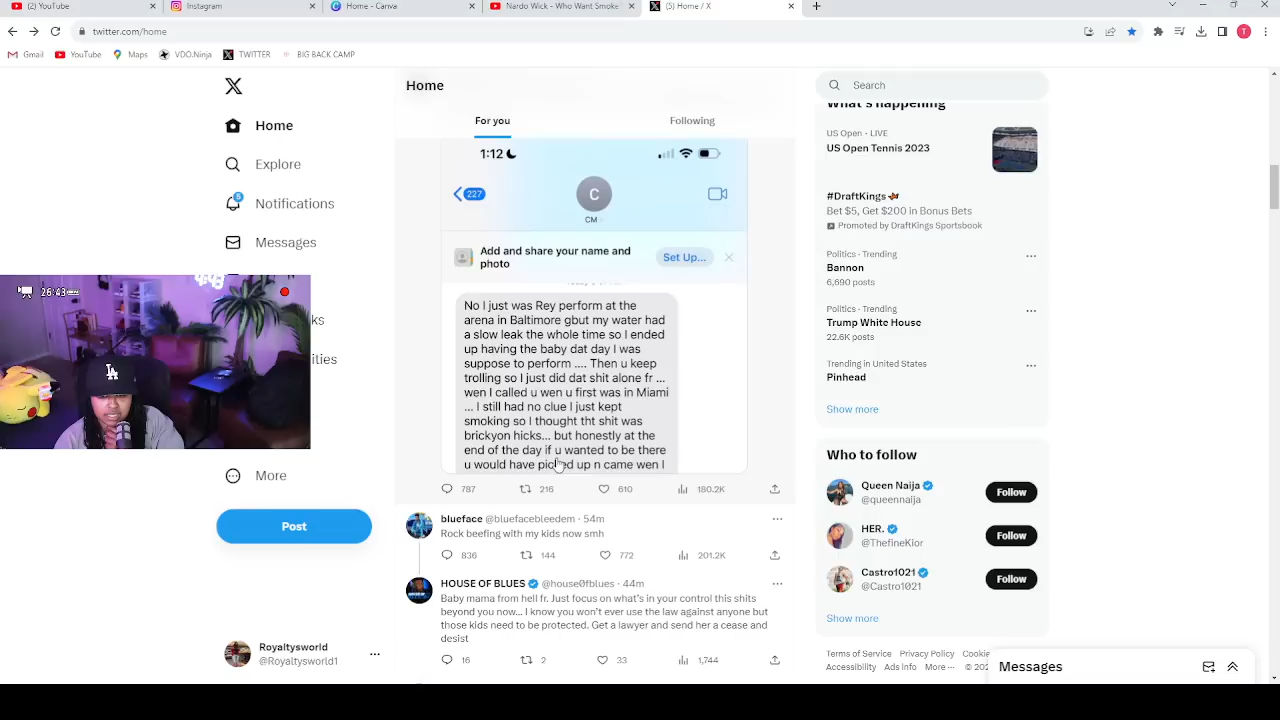 (2) YouTube
Instagram
Home - Canva
Nardo Wick - Who Want Smoke
(5) Home / X
twitter.com/home
Gmail
YouTube
Maps
VDO.Ninja
TWITTER
BIG BACK CAMP
T
Home
Explore
5
Notifications
Messages
26:43
ks
ities
More
Post
Royaltysworld
@Royaltysworld1
Home
For you
Following
1:12
227
C
CM
Add and share your name and
photo
Set Up...
No I just was Rey perform at the
arena in Baltimore gbut my water had
a slow leak the whole time so I ended
up having the baby dat day I was
suppose to perform .... Then u keep
trolling so I just did dat shit alone fr ...
wen I called u wen u first was in Miami
... I still had no clue I just kept
smoking so I thought tht shit was
brickyon hicks... but honestly at the
end of the day if u wanted to be there
u would have picked up n came wen I
787
216
610
180.2K
blueface @bluefacebleedem · 54m
Rock beefing with my kids now smh
836
144
772
201.2K
HOUSE OF BLUES @house0fblues · 44m
Baby mama from hell fr. Just focus on what's in your control this shits
beyond you now... I know you won't ever use the law against anyone but
those kids need to be protected. Get a lawyer and send her a cease and
desist
16
2
33
1,744
Search
What's happening
US Open · LIVE
US Open Tennis 2023
#DraftKings
Bet $5, Get $200 In Bonus Bets
Promoted by DraftKings Sportsbook
Politics · Trending
Bannon
6,690 posts
Politics · Trending
Trump White House
22.6K posts
Trending in United States
Pinhead
Show more
Who to follow
Queen Naija
@queennaija
Follow
HER.
@ThefineKior
Follow
Castro1021
@Castro1021
Follow
Show more
Terms of Service Privacy Policy Cookie
Accessibility Ads info More ··· © 202
Messages